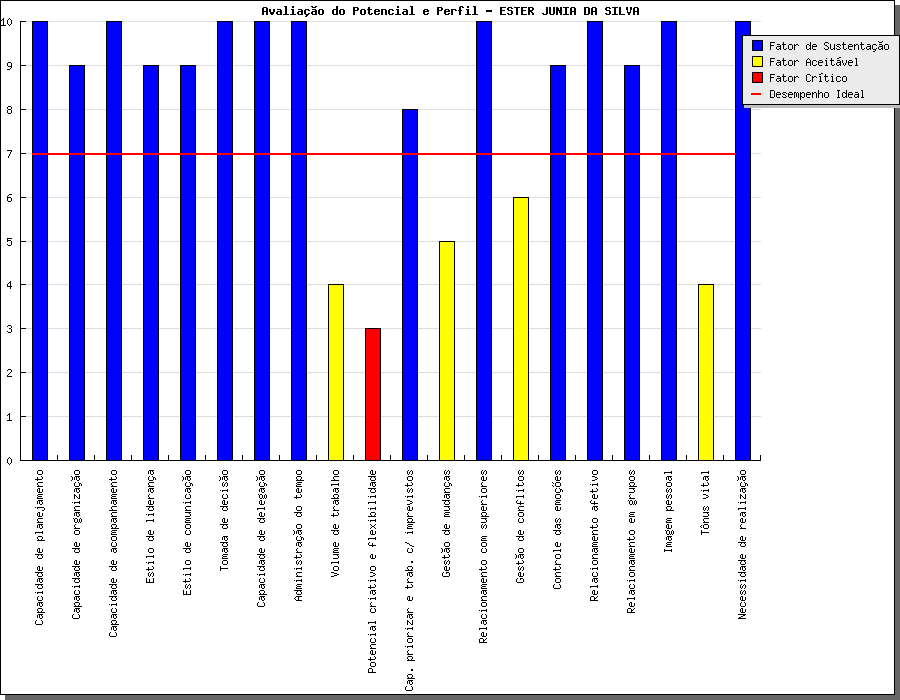 Avaliação do Potencial e Perfil - ESTER JUNIA DA SILVA
10
9
8
7
6
5
4
3
2
1
0
Fator de Sustentação
Fator Aceitável
Fator Crítico
Desempenho Ideal
Capacidade de planejamento
Capacidade de organização
Capacidade de acompanhamento
Estilo de liderança
Estilo de comunicação
Tomada de decisão
Capacidade de delegação
Administração do tempo
Volume de trabalho
Potencial criativo e flexibilidade
Cap. priorizar e trab. c/ imprevistos
Gestão de mudanças
Relacionamento com superiores
Gestão de conflitos
Controle das emoções
Relacionamento afetivo
Relacionamento em grupos
Imagem pessoal
Tônus vital
Necessidade de realização